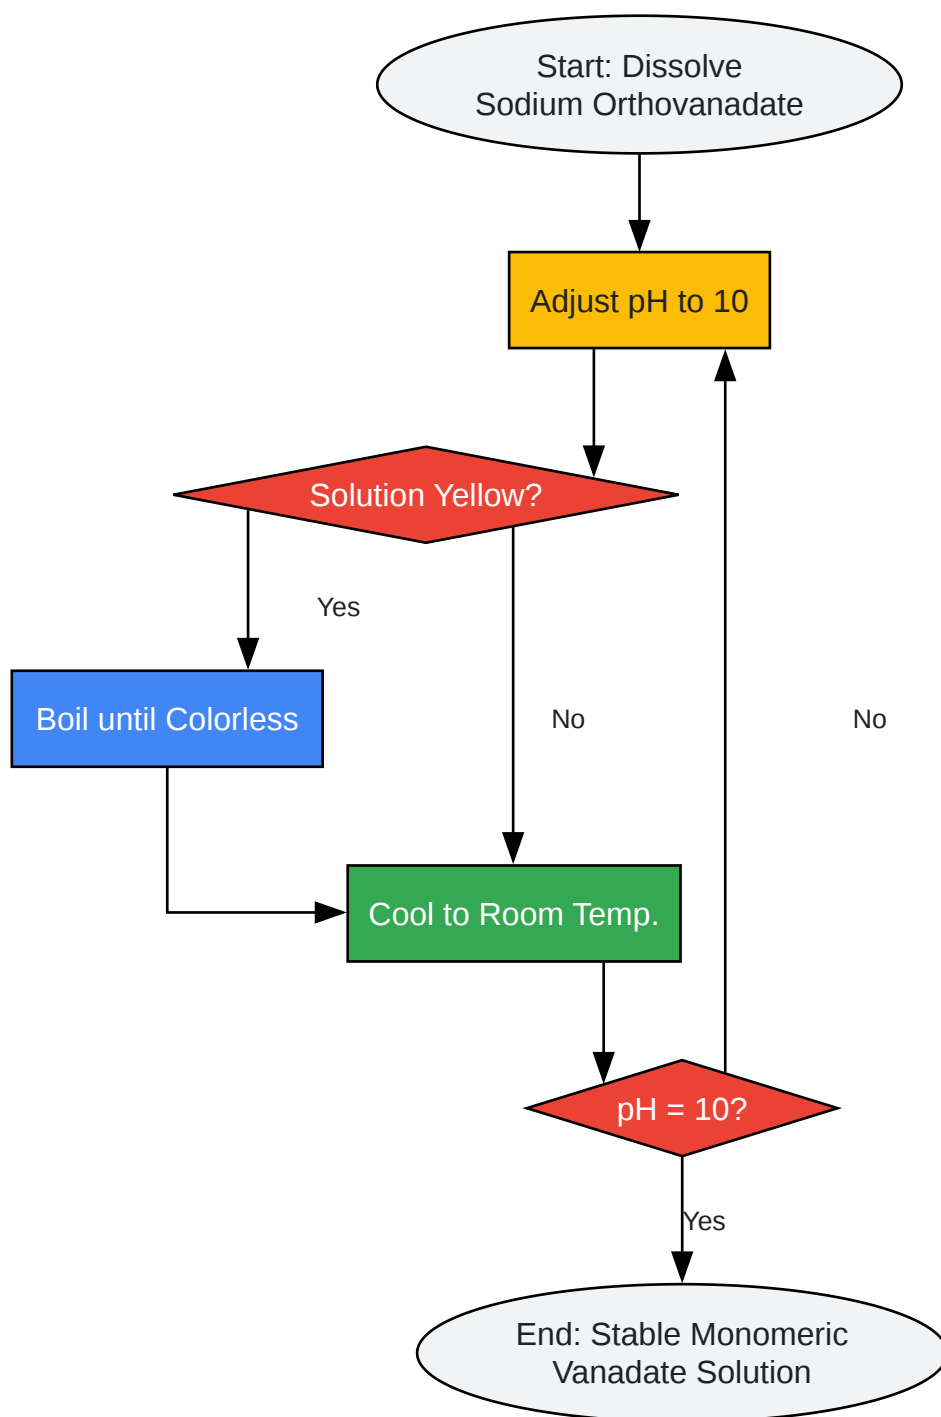 Start: Dissolve
Sodium Orthovanadate
Adjust pH to 10
Solution Yellow?
Yes
Boil until Colorless
No
No
Cool to Room Temp.
pH = 10?
Yes
End: Stable Monomeric
Vanadate Solution